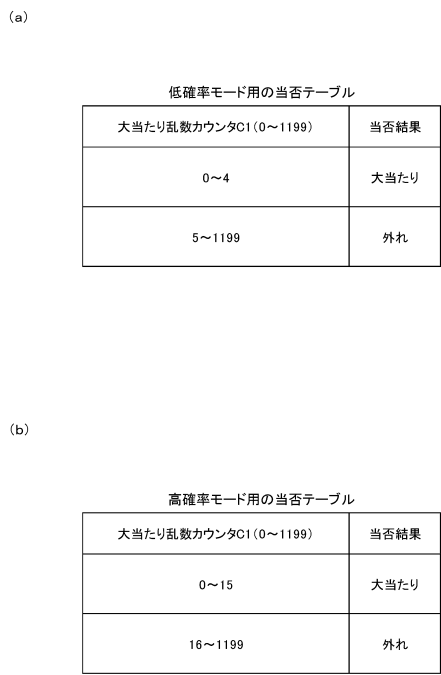 (a)
低確率モード用の当否テーブル
大当たり乱数カウンタC1(0～1199) 当否結果
0～4 大当たり
5～1199 外れ
(b)
高確率モード用の当否テーブル
大当たり乱数カウンタC1(0～1199) 当否結果
0～15 大当たり
16～1199 外れ